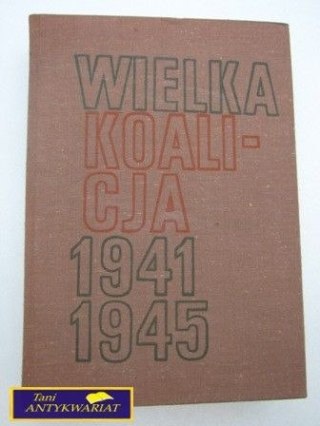 WIELKA
KOALI-
CJA
1941
1945
Tani
ANTYKWARIAT